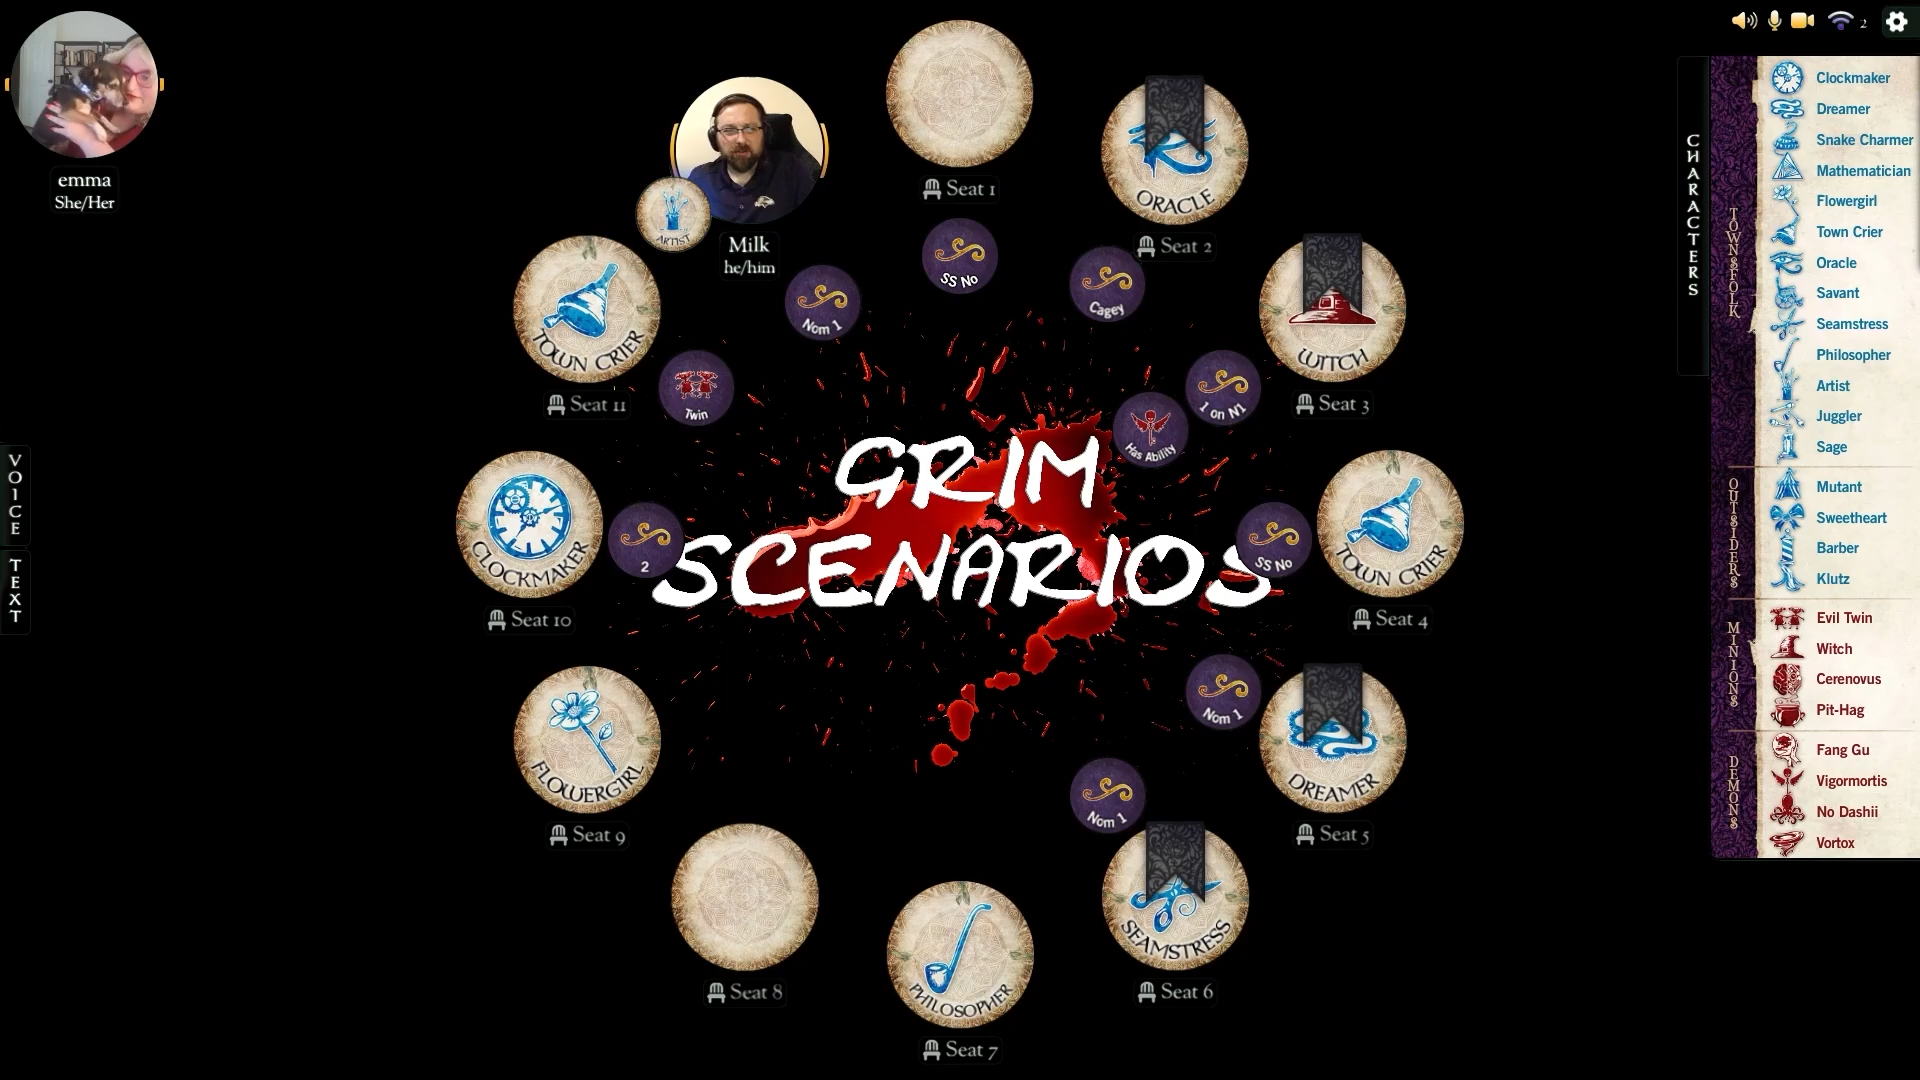 emma
She/Her
Milk
he/him
ARTIST
Seat 1
ORACLE
Seat 2
WITCH
Seat 3
TOWN CRIER
Seat 4
DREAMER
Seat 5
SEAMSTRESS
Seat 6
PHILOSOPHER
Seat 7
Seat 8
FLOWERGIRL
Seat 9
CLOCKMAKER
Seat 10
TOWN CRIER
Seat 11
Nom 1
SS No
Cagey
1 on N1
Has Ability
SS No
Nom 1
Nom 1
2
Twin
GRIM
SCENARIOS
VOICE
TEXT
2
CHARACTERS
TOWNSFOLK
Clockmaker
Dreamer
Snake Charmer
Mathematician
Flowergirl
Town Crier
Oracle
Savant
Seamstress
Philosopher
Artist
Juggler
Sage
OUTSIDERS
Mutant
Sweetheart
Barber
Klutz
MINIONS
Evil Twin
Witch
Cerenovus
Pit-Hag
DEMONS
Fang Gu
Vigormortis
No Dashii
Vortox